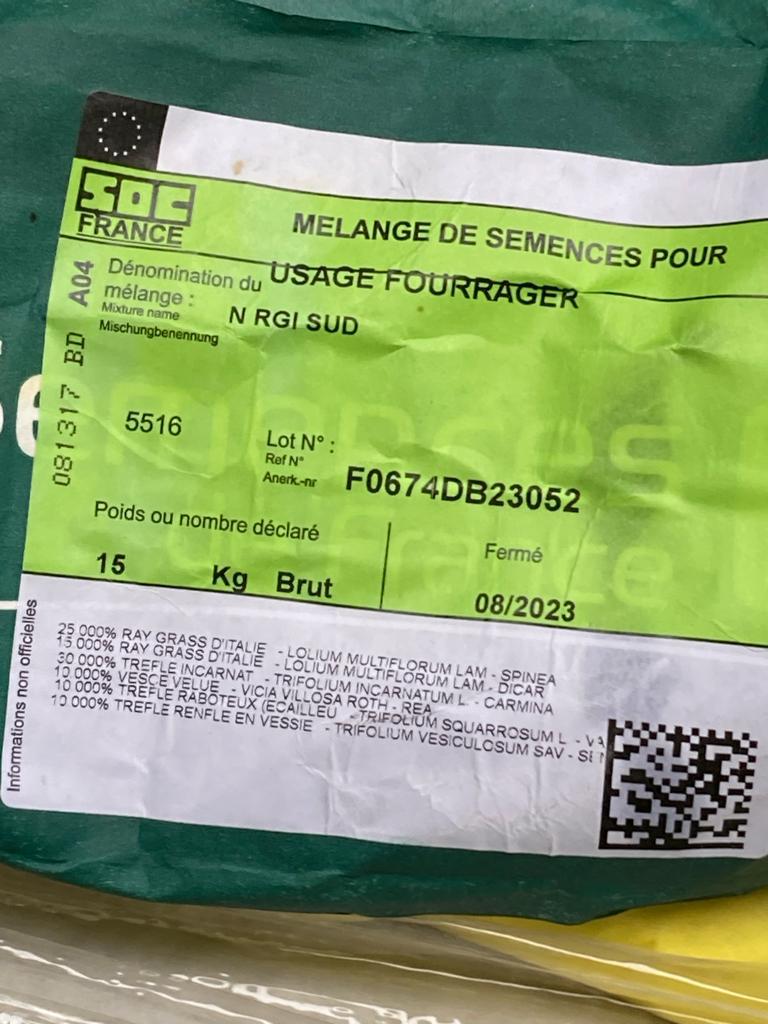 SOC
FRANCE
MELANGE DE SEMENCES POUR
USAGE FOURRAGER
Dénomination du
mélange :
Mixture name
Mischungbenennung
N RGI SUD
081317 BD A04
5516
Lot N° :
Ref N°
Anerk.-nr
F0674DB23052
Poids ou nombre déclaré
15 Kg Brut
Fermé
08/2023
Informations non officielles
25 000% RAY GRASS D'ITALIE - LOLIUM MULTIFLORUM LAM - SPINEA
15 000% RAY GRASS D'ITALIE - LOLIUM MULTIFLORUM LAM - DICAR
30 000% TREFLE INCARNAT - TRIFOLIUM INCARNATUM L - CARMINA
10 000% VESCE VELUE - VICIA VILLOSA ROTH - REA
10 000% TREFLE RABOTEUX (ECAILLEU - TRIFOLIUM SQUARROSUM L -
10 000% TREFLE RENFLE EN VESSIE - TRIFOLIUM VESICULOSUM SAV -